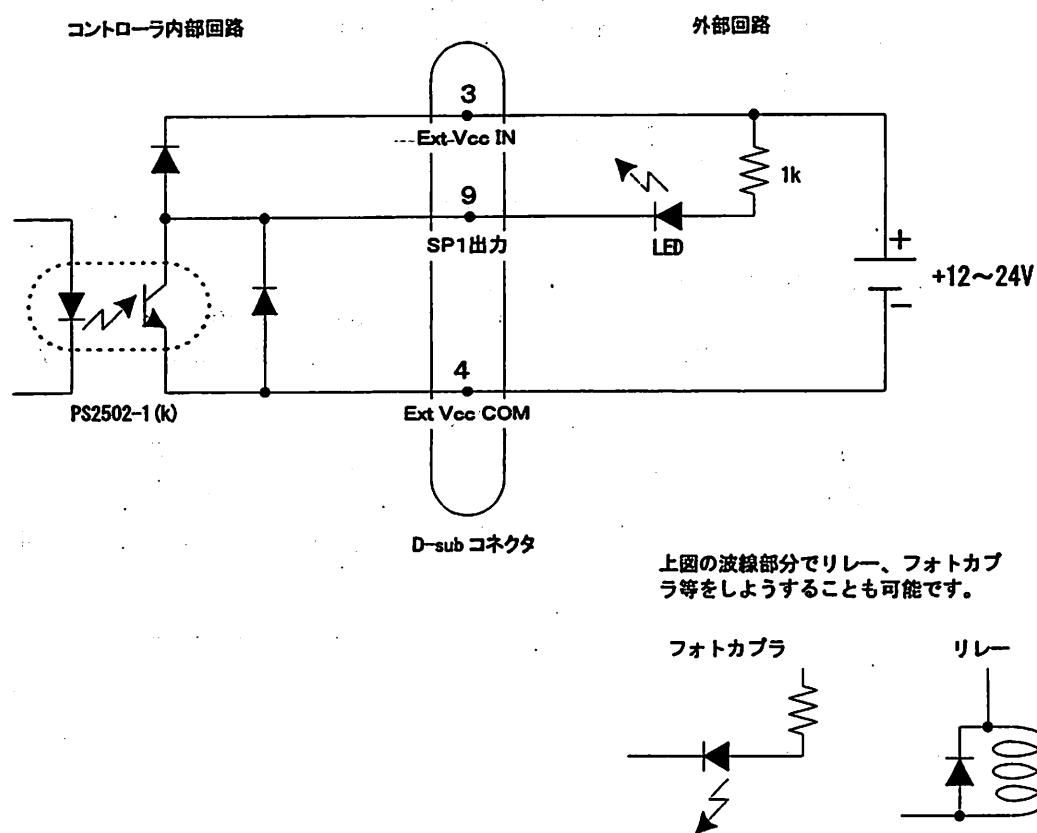 コントローラ内部回路
外部回路
3
Ext-Vcc IN
1k
9
SP1出力
LED
+
+12～24V
−
4
Ext Vcc COM
PS2502-1(k)
D-sub コネクタ
上図の波線部分でリレー、フォトカプ
ラ等をしようすることも可能です。
フォトカプラ
リレー